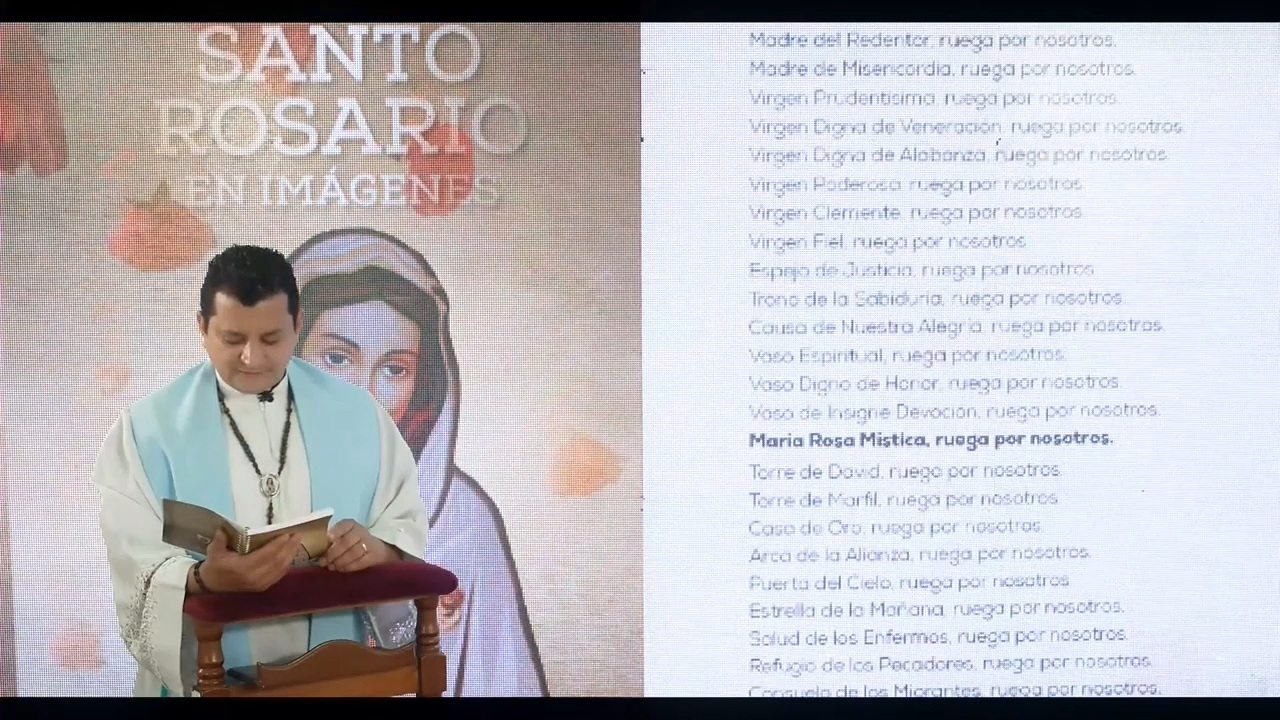 SANTO
ROSARIO
EN IMÁGENES
Madre del Redentor, ruega por nosotros.
Madre de Misericordia, ruega por nosotros.
Virgen Prudentísima, ruega por nosotros.
Virgen Digna de Veneración, ruega por nosotros.
Virgen Digna de Alabanza, ruega por nosotros.
Virgen Poderosa, ruega por nosotros.
Virgen Clemente, ruega por nosotros.
Virgen Fiel, ruega por nosotros.
Espejo de Justicia, ruega por nosotros.
Trono de la Sabiduría, ruega por nosotros.
Causa de Nuestra Alegría, ruega por nosotros.
Vaso Espiritual, ruega por nosotros.
Vaso Digno de Honor, ruega por nosotros.
Vaso de Insigne Devoción, ruega por nosotros.
María Rosa Mística, ruega por nosotros.
Torre de David, ruega por nosotros.
Torre de Marfil, ruega por nosotros.
Casa de Oro, ruega por nosotros.
Arca de la Alianza, ruega por nosotros.
Puerta del Cielo, ruega por nosotros.
Estrella de la Mañana, ruega por nosotros.
Salud de los Enfermos, ruega por nosotros.
Refugio de los Pecadores, ruega por nosotros.
Consuelo de los Migrantes, ruega por nosotros.